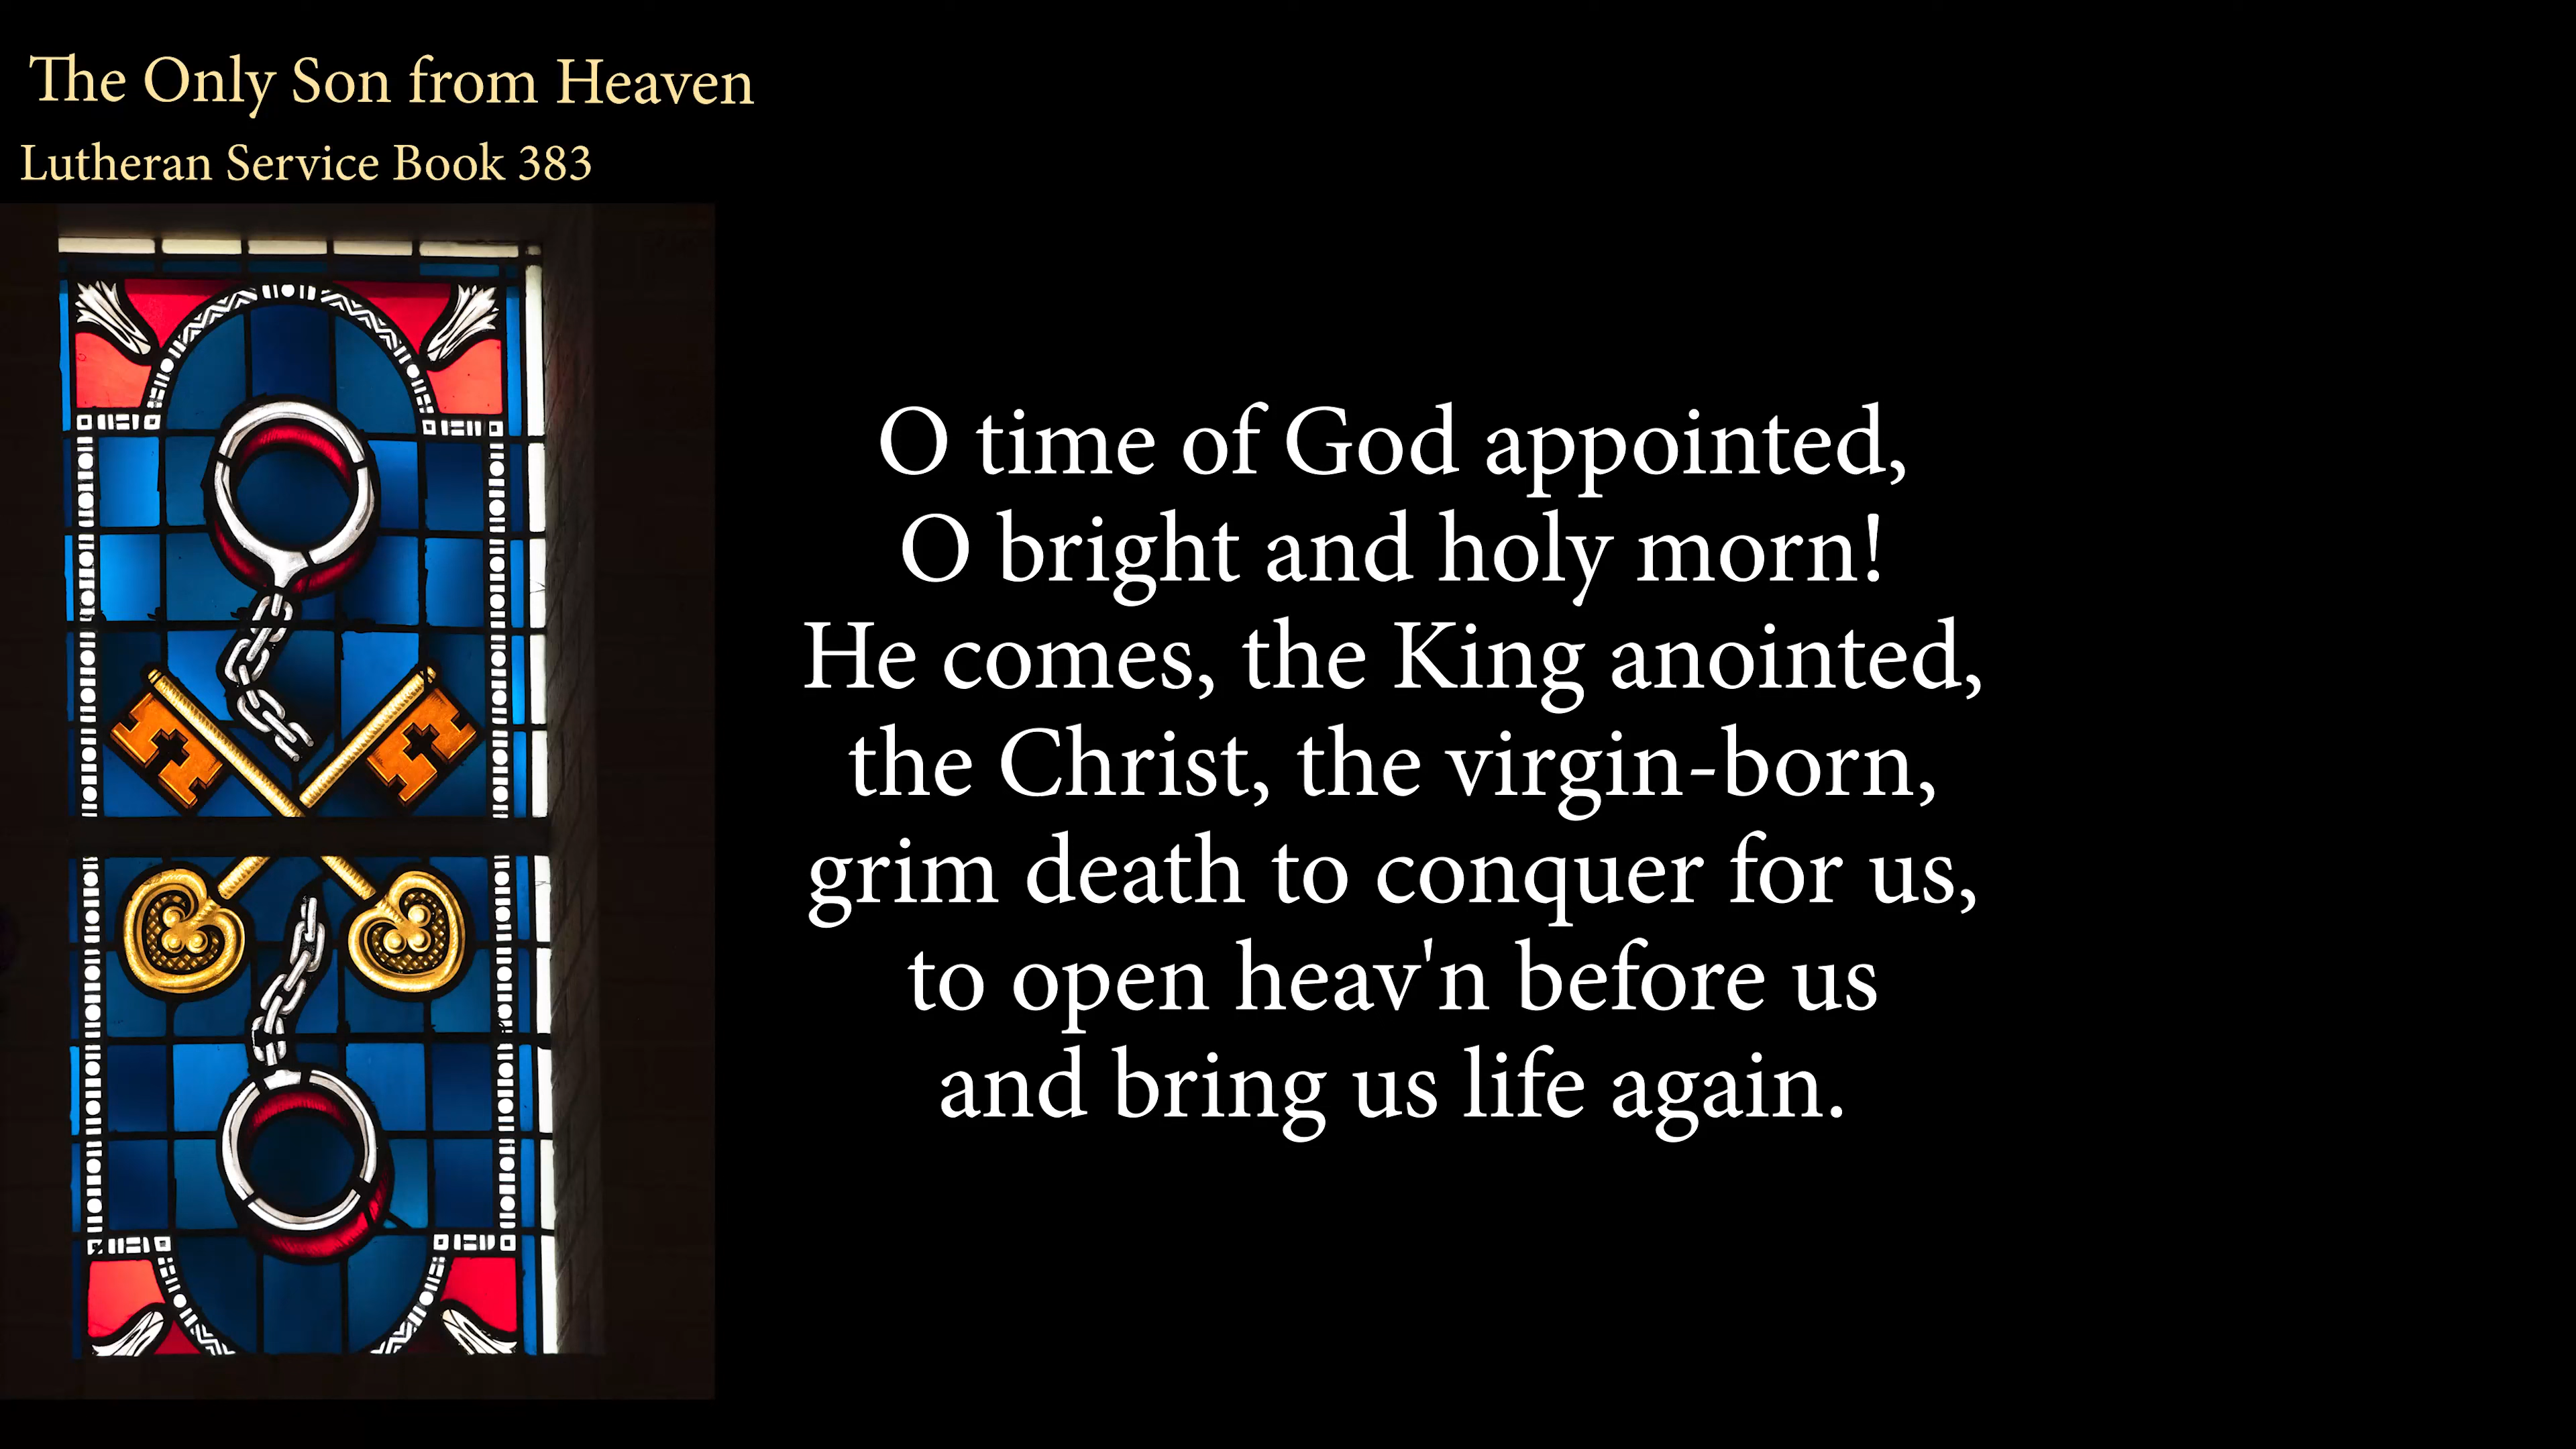 The Only Son from Heaven
Lutheran Service Book 383
O time of God appointed,
O bright and holy morn!
He comes, the King anointed,
the Christ, the virgin-born,
grim death to conquer for us,
to open heav'n before us
and bring us life again.